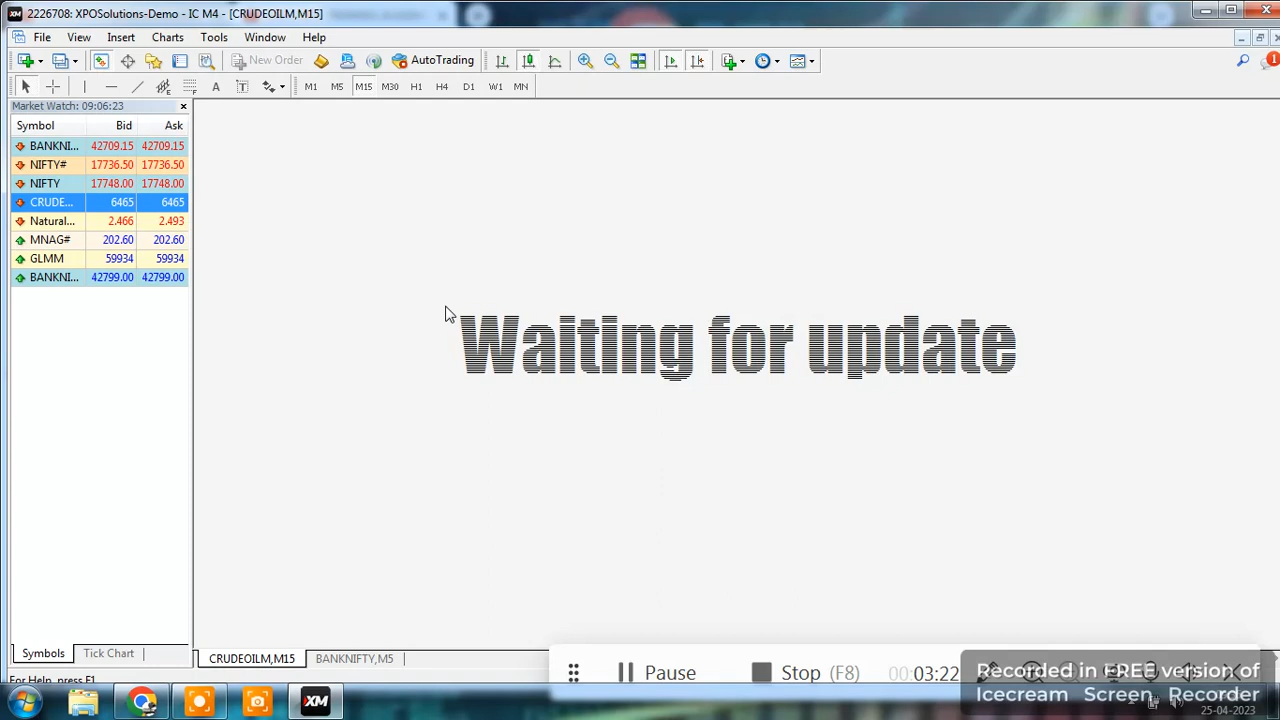 2226708: XPOSolutions-Demo - IC M4 - [CRUDEOILM,M15]
File View Insert Charts Tools Window Help
New Order AutoTrading 1
A T M1 M5 M15 M30 H1 H4 D1 W1 MN
Market Watch: 09:06:23
Symbol Bid Ask
BANKNI... 42709.15 42709.15
NIFTY# 17736.50 17736.50
NIFTY 17748.00 17748.00
CRUDE... 6465 6465
Natural... 2.466 2.493
MNAG# 202.60 202.60
GLMM 59934 59934
BANKNI... 42799.00 42799.00
Waiting for update
Symbols Tick Chart
CRUDEOILM,M15 BANKNIFTY,M5
For Help, press F1
Pause Stop (F8) 00:03:22
Recorded in FREE version of
Icecream Screen Recorder
XM
25-04-2023